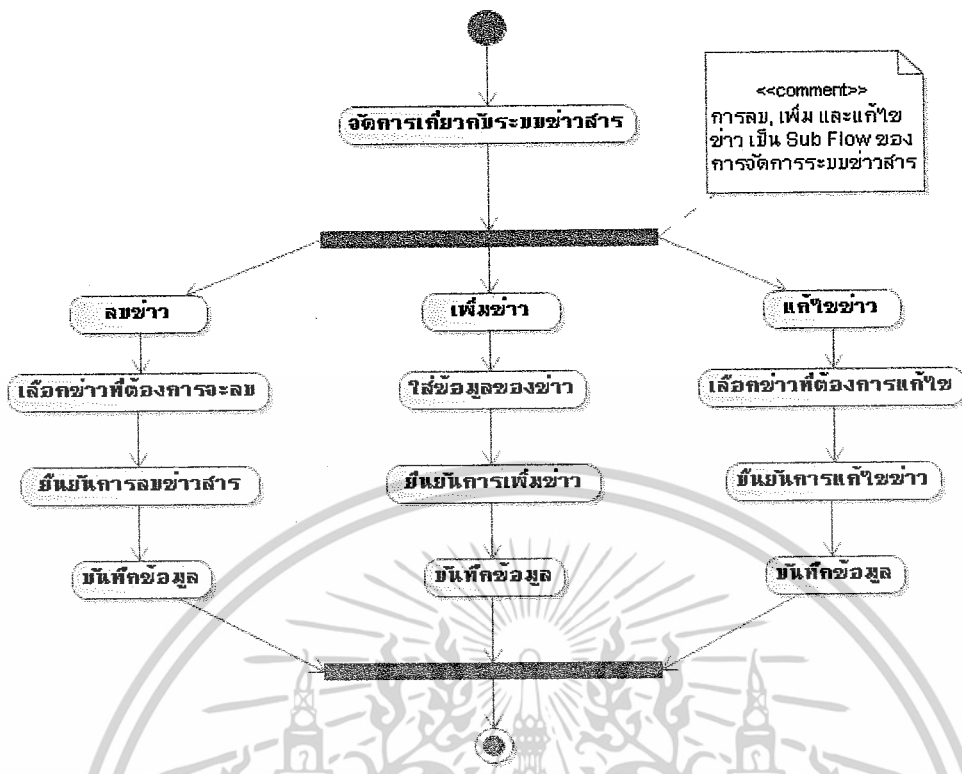 จัดการเกี่ยวกับระบบข่าวสาร
<<comment>>
การลบ, เพิ่ม และแก้ไข
ข่าว เป็น Sub Flow ของ
การจัดการระบบข่าวสาร
ลบข่าว
เพิ่มข่าว
แก้ไขข่าว
เลือกข่าวที่ต้องการจะลบ
ใส่ข้อมูลของข่าว
เลือกข่าวที่ต้องการแก้ไข
ยืนยันการลบข่าวสาร
ยืนยันการเพิ่มข่าว
ยืนยันการแก้ไขข่าว
บันทึกข้อมูล
บันทึกข้อมูล
บันทึกข้อมูล